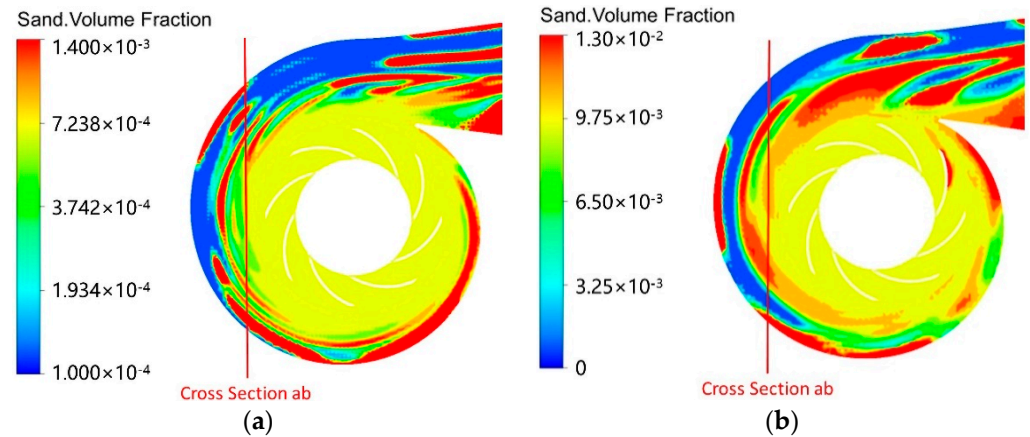 Sand.Volume Fraction
1.400×10⁻³
7.238×10⁻⁴
3.742×10⁻⁴
1.934×10⁻⁴
1.000×10⁻⁴
Cross Section ab
(a)
Sand.Volume Fraction
1.30×10⁻²
9.75×10⁻³
6.50×10⁻³
3.25×10⁻³
0
Cross Section ab
(b)